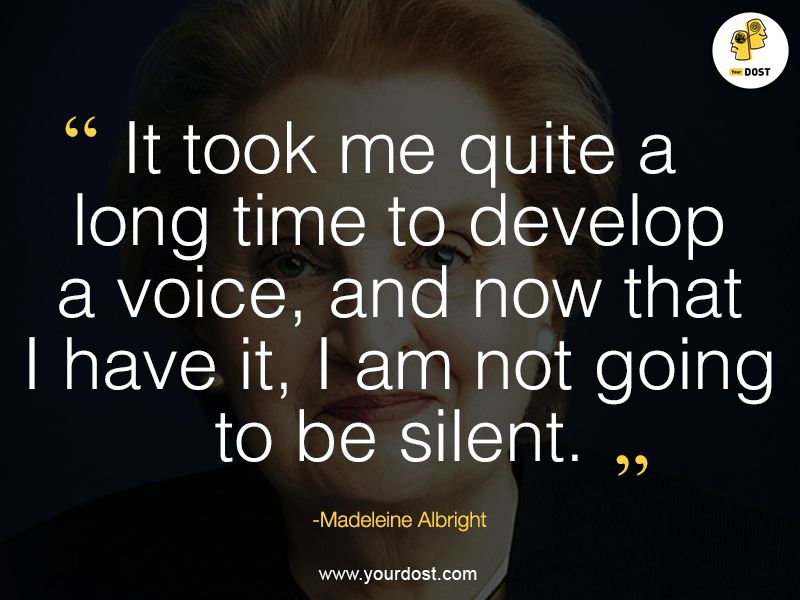 Your DOST
“ It took me quite a
long time to develop
a voice, and now that
I have it, I am not going
to be silent. ”
-Madeleine Albright
www.yourdost.com